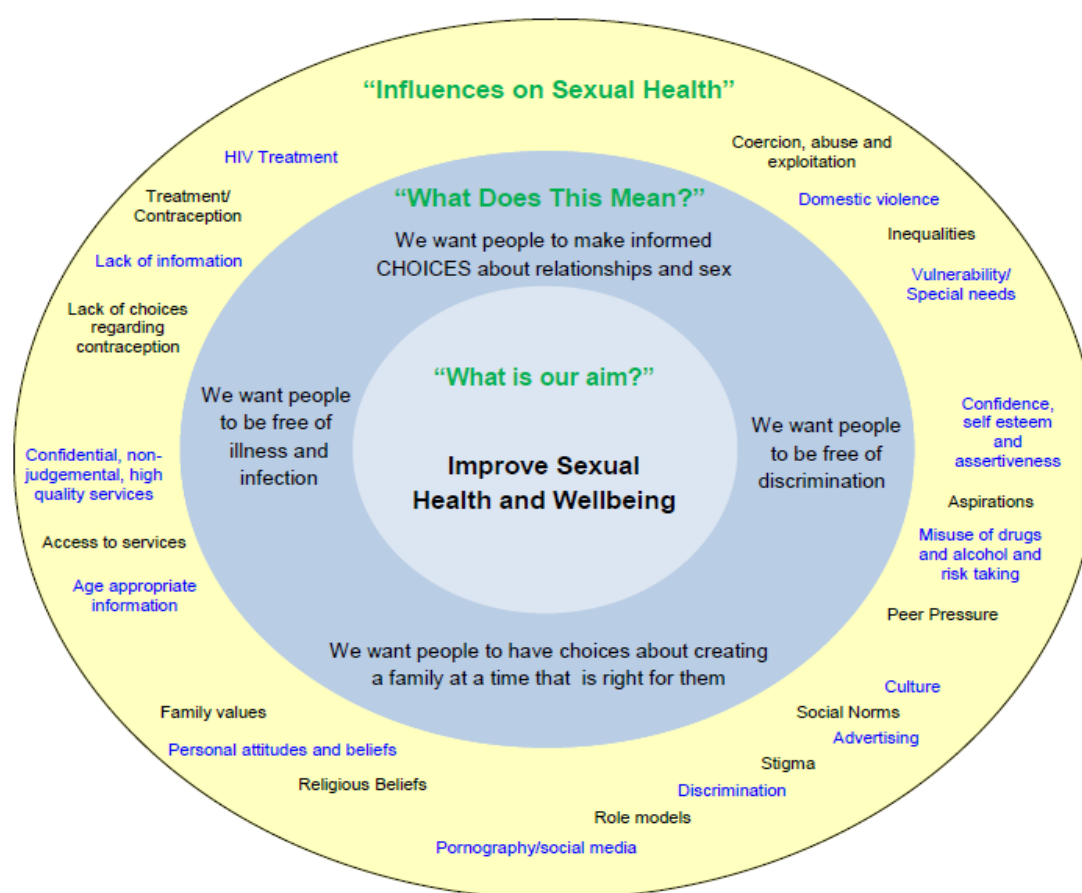 “Influences on Sexual Health”
HIV Treatment
Treatment/
Contraception
Lack of information
Lack of choices
regarding
contraception
Confidential, non-
judgemental, high
quality services
Access to services
Age appropriate
information
Family values
Personal attitudes and beliefs
Religious Beliefs
Pornography/social media
Role models
Discrimination
Stigma
Advertising
Social Norms
Culture
Peer Pressure
Misuse of drugs
and alcohol and
risk taking
Aspirations
Confidence,
self esteem
and
assertiveness
Vulnerability/
Special needs
Inequalities
Domestic violence
Coercion, abuse and
exploitation
“What Does This Mean?”
We want people to make informed
CHOICES about relationships and sex
We want people
to be free of
illness and
infection
We want people
to be free of
discrimination
We want people to have choices about creating
a family at a time that is right for them
“What is our aim?”
Improve Sexual
Health and Wellbeing